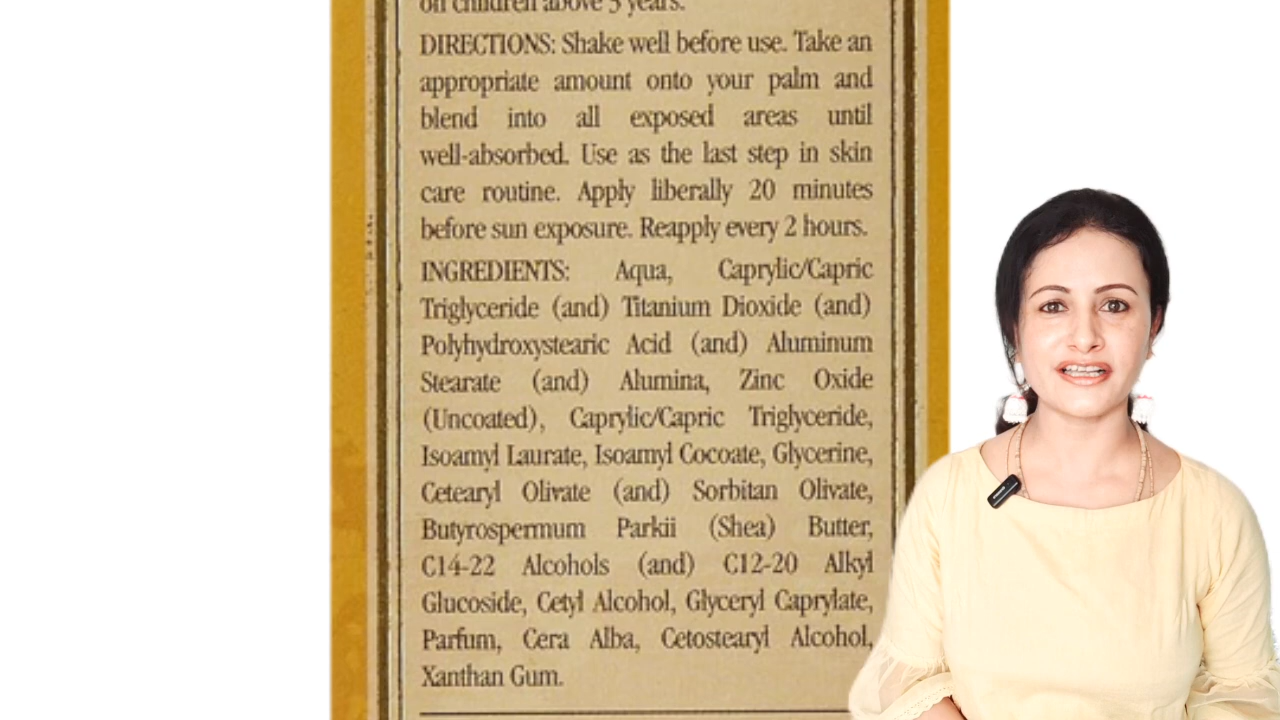 on children above 3 years.
DIRECTIONS: Shake well before use. Take an
appropriate amount onto your palm and
blend into all exposed areas until
well-absorbed. Use as the last step in skin
care routine. Apply liberally 20 minutes
before sun exposure. Reapply every 2 hours.
INGREDIENTS: Aqua, Caprylic/Capric
Triglyceride (and) Titanium Dioxide (and)
Polyhydroxystearic Acid (and) Aluminum
Stearate (and) Alumina, Zinc Oxide
(Uncoated), Caprylic/Capric Triglyceride,
Isoamyl Laurate, Isoamyl Cocoate, Glycerine,
Cetearyl Olivate (and) Sorbitan Olivate,
Butyrospermum Parkii (Shea) Butter,
C14-22 Alcohols (and) C12-20 Alkyl
Glucoside, Cetyl Alcohol, Glyceryl Caprylate,
Parfum, Cera Alba, Cetostearyl Alcohol,
Xanthan Gum.